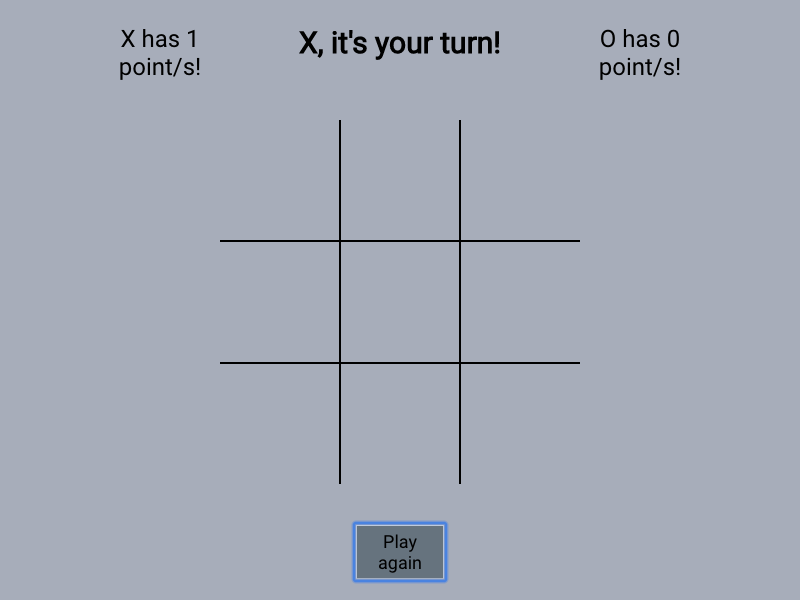 X has 1
point/s!
X, it's your turn!
O has 0
point/s!
Play
again